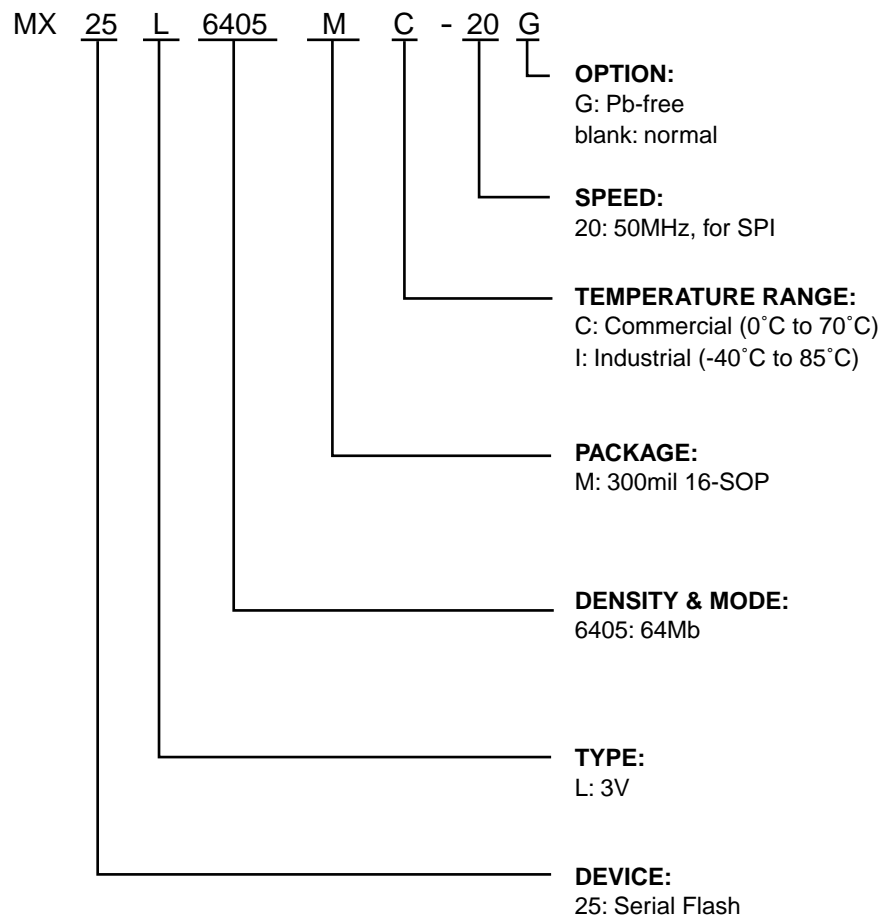 MX 25 L 6405 M C - 20 G
OPTION:
G: Pb-free
blank: normal
SPEED:
20: 50MHz, for SPI
TEMPERATURE RANGE:
C: Commercial (0˚C to 70˚C)
I: Industrial (-40˚C to 85˚C)
PACKAGE:
M: 300mil 16-SOP
DENSITY & MODE:
6405: 64Mb
TYPE:
L: 3V
DEVICE:
25: Serial Flash